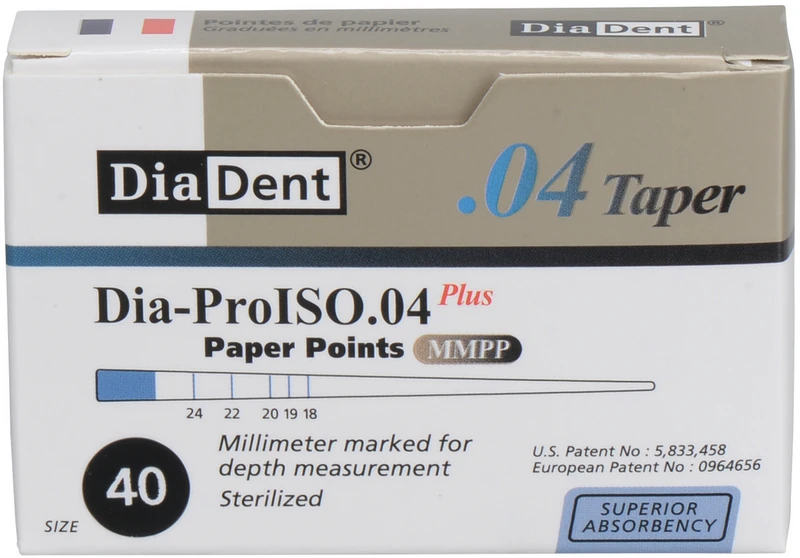 Pointes de papier
Graduées en millimètres
DiaDent®
DiaDent®
.04 Taper
Dia-ProISO.04 Plus
Paper Points MMPP
24 22 20 19 18
Millimeter marked for
depth measurement
Sterilized
SIZE 40
U.S. Patent No : 5,833,458
European Patent No : 0964656
SUPERIOR
ABSORBENCY